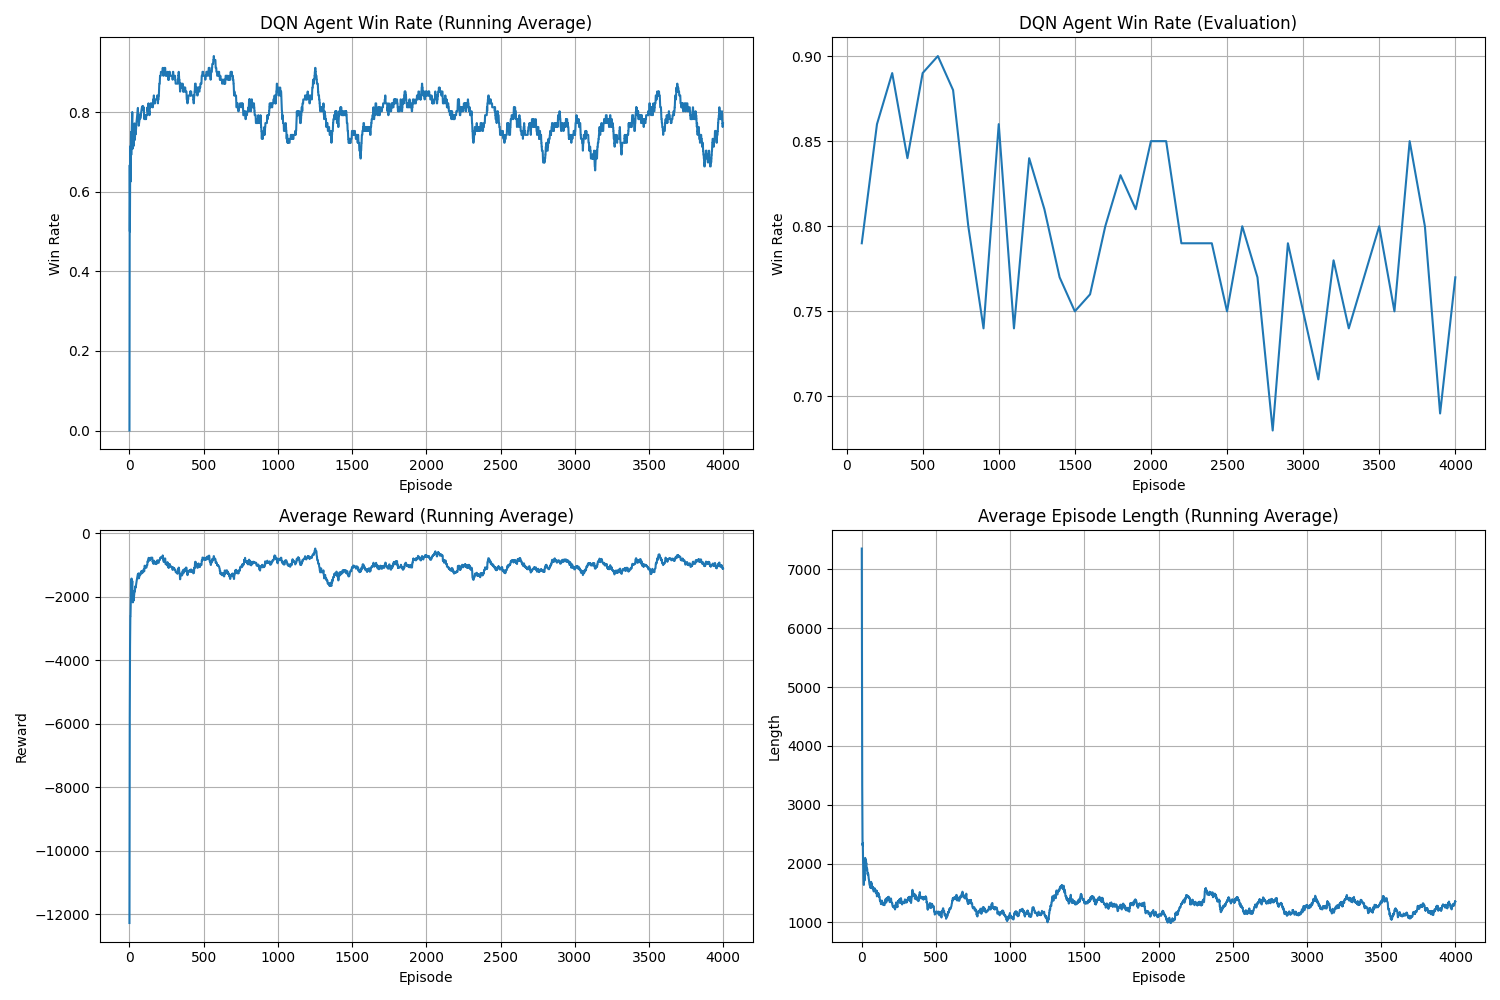 DQN Agent Win Rate (Running Average)
Win Rate
0.8
0.6
0.4
0.2
0.0
0 500 1000 1500 2000 2500 3000 3500 4000
Episode
DQN Agent Win Rate (Evaluation)
Win Rate
0.90
0.85
0.80
0.75
0.70
0 500 1000 1500 2000 2500 3000 3500 4000
Episode
Average Reward (Running Average)
Reward
0
−2000
−4000
−6000
−8000
−10000
−12000
0 500 1000 1500 2000 2500 3000 3500 4000
Episode
Average Episode Length (Running Average)
Length
7000
6000
5000
4000
3000
2000
1000
0 500 1000 1500 2000 2500 3000 3500 4000
Episode